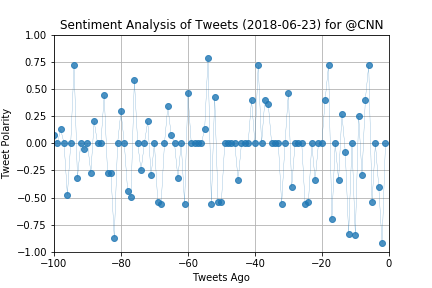 Sentiment Analysis of Tweets (2018-06-23) for @CNN
1.00
0.75
0.50
0.25
0.00
−0.25
−0.50
−0.75
−1.00
Tweet Polarity
−100 −80 −60 −40 −20 0
Tweets Ago